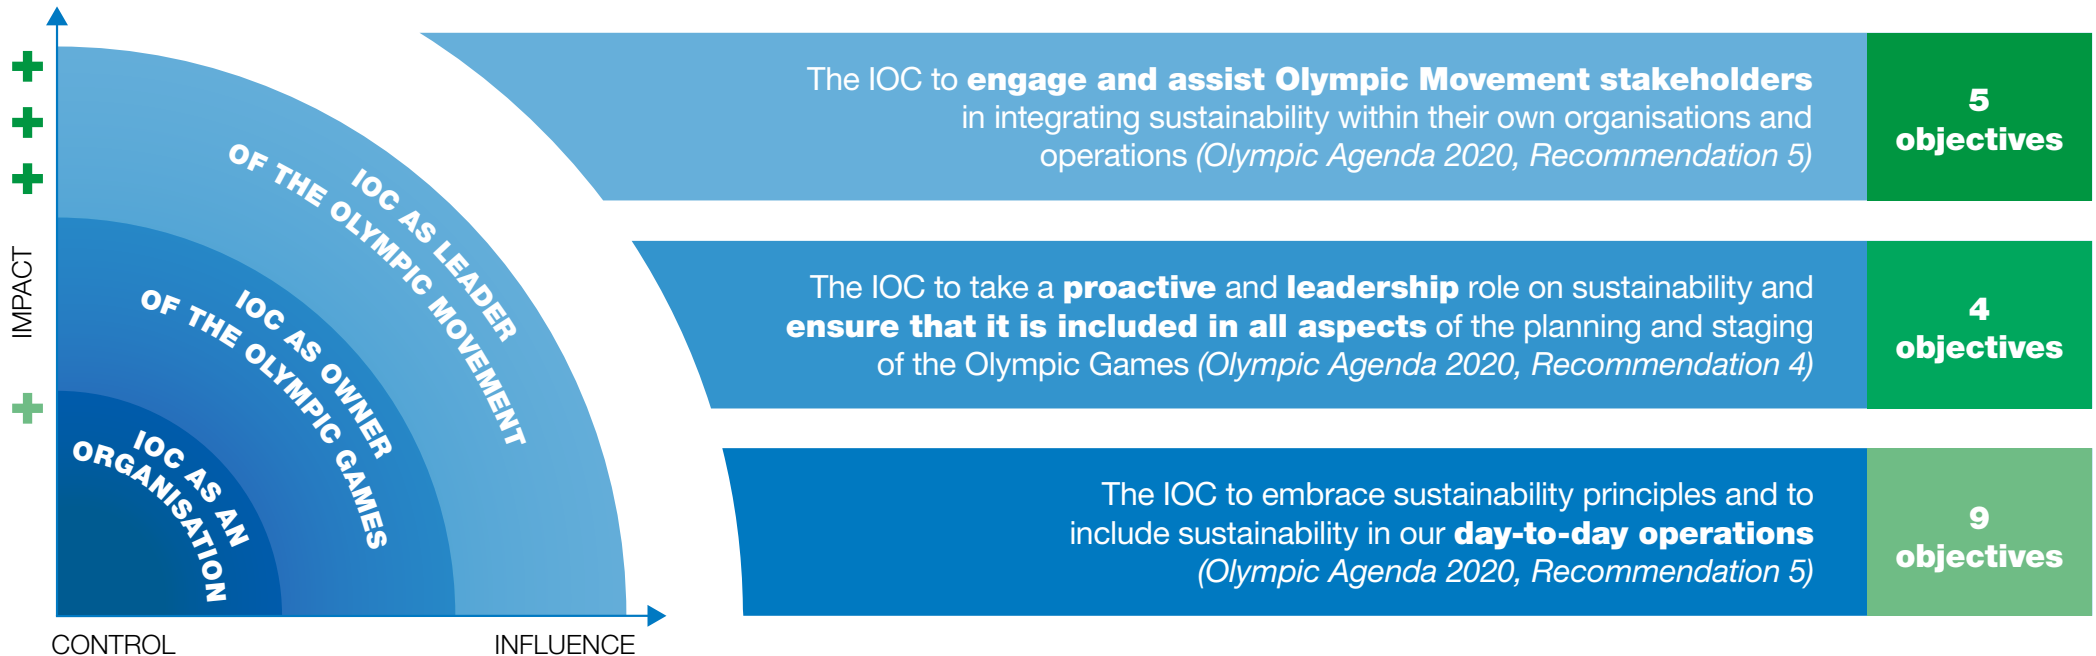 IMPACT
CONTROL
INFLUENCE
IOC AS LEADER
OF THE OLYMPIC MOVEMENT
IOC AS OWNER
OF THE OLYMPIC GAMES
IOC AS AN
ORGANISATION
The IOC to engage and assist Olympic Movement stakeholders
in integrating sustainability within their own organisations and
operations (Olympic Agenda 2020, Recommendation 5)
5
objectives
The IOC to take a proactive and leadership role on sustainability and
ensure that it is included in all aspects of the planning and staging
of the Olympic Games (Olympic Agenda 2020, Recommendation 4)
4
objectives
The IOC to embrace sustainability principles and to
include sustainability in our day-to-day operations
(Olympic Agenda 2020, Recommendation 5)
9
objectives